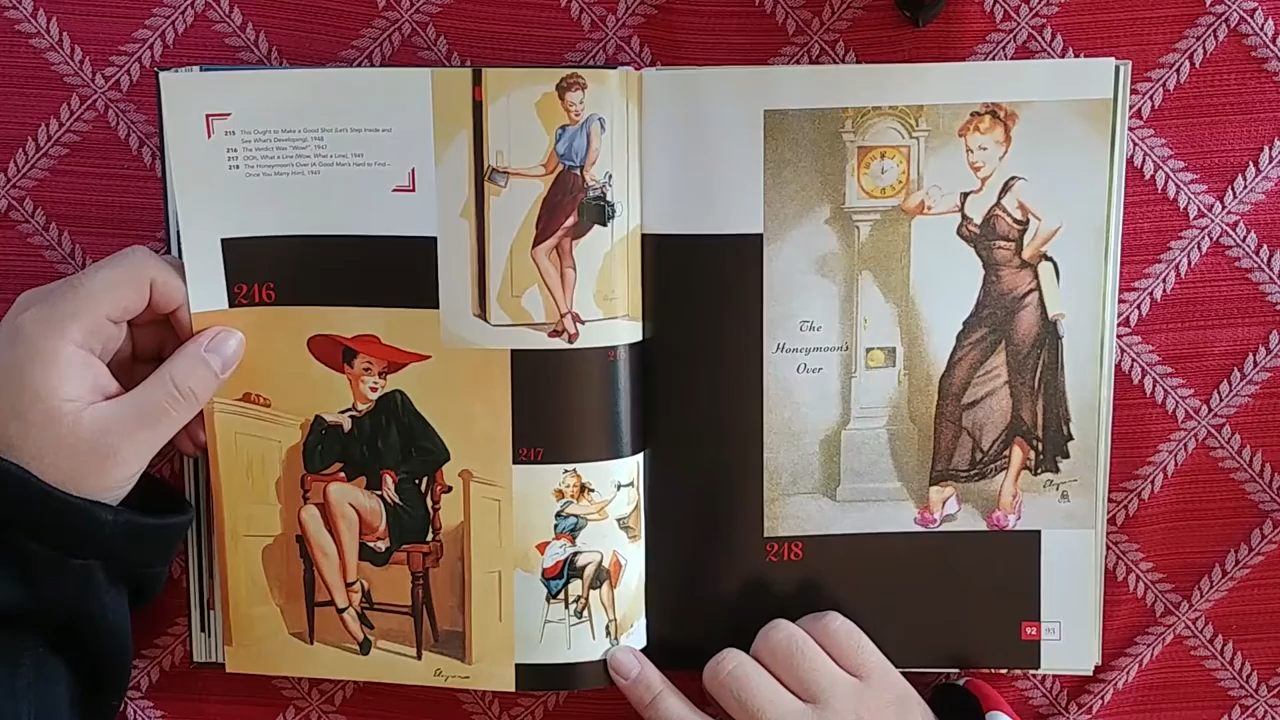 215 This Ought to Make a Good Shot (Let's Step Inside and
See What's Developing), 1948
216 The Verdict Was "Wow!", 1947
217 OOh, What a Line (Wow, What a Line), 1949
218 The Honeymoon's Over (A Good Man's Hard to Find –
Once You Marry Him), 1949
216
215
217
Elvgren
The
Honeymoon's
Over
Elvgren
218
92 93